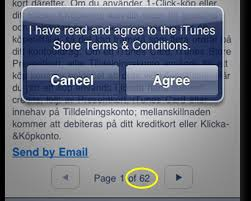 kort därefter. Om du använder 1-Click-köp eller
I have read and agree to the iTunes
Store Terms & Conditions.
Cancel
Agree
innehav på Tilldelningskonto; mellanskillnaden
kommer att debiteras på ditt kreditkort eller Klicka-
&Köpkonto.
Send by Email
Page 1 of 62